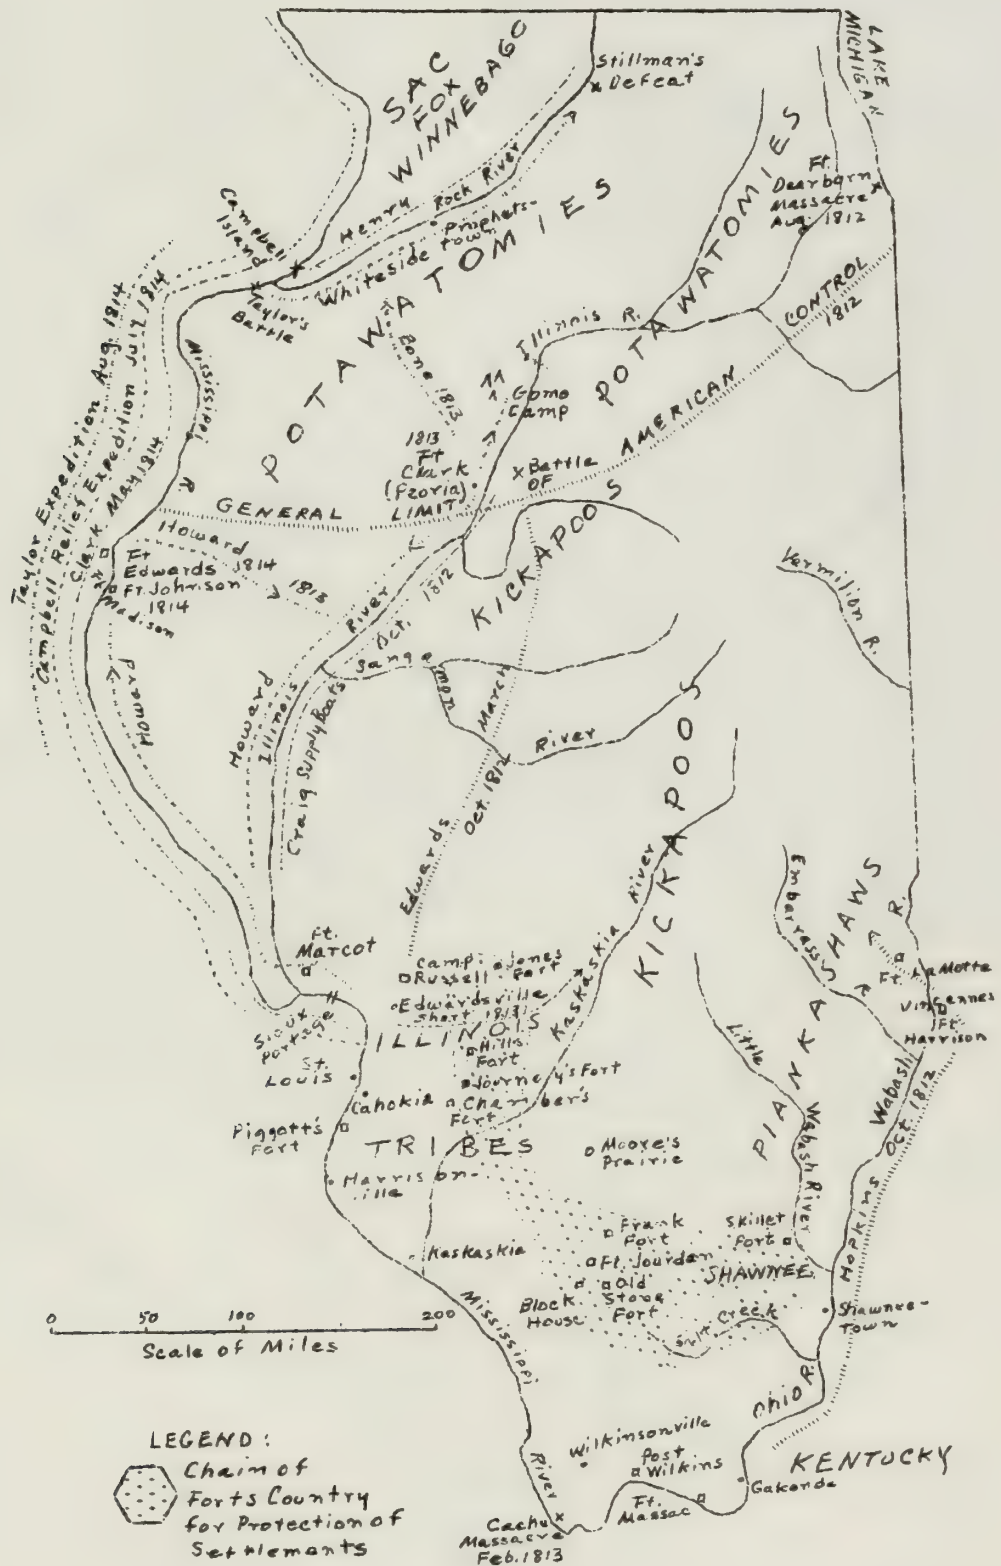 LAKE
MICHIGAN
SAC
FOX
WINNEBAGO
Stillman's
Defeat
Henry
Rock River
Prophets-
town
Whiteside
Campbell
Island
Taylor's
Battle
POTAWATOMIES
POTAWATOMIES
Ft.
Dearborn
Massacre
Aug. 1812
Bone 1813
Illinnis R.
Gomo
Camp
1813
Ft
Clark
(Peoria)
x Battle
OF
GENERAL LIMIT AMERICAN CONTROL
1812
Taylor Expedition Aug. 1814
Campbell Relief Expedition July 1814
Clark May 1814
Mississippi
R.
Howard
1813
Ft
Edwards 1814
Ft. Johnson
1814
Madison
Howard
Howard
Illinois River
Oct. 1812
Craig Supply Boats
Sangamon River
KICKAPOOS
Vermilion R.
Edwards March
Oct. 1812
KICKAPOOS
Kaskaskia River
Embarrass R.
PIANKASHAWS
R.
Ft. LaMotte
Vincennes
Ft
Harrison
Ft.
Marcot
Camp
Russell
Jones
Fort
Edwardsville
Short 1813
ILLINOIS
Sioux
Portage
Hills
Fort
St.
Louis
Journey's Fort
Cahokia
Chamber's
Fort
Piggott's
Fort
TRIBES
Moore's
Prairie
Harrison-
ille
Little Wabash River
Wabash
Hopkins Oct. 1812
Frank
Fort
Skillet
Fort
Kaskaskia
Ft. Jourdan
SHAWNEE
Block
House
Old
Stone
Fort
Salt Creek
Shawnee-
Town
0 50 100 200
Scale of Miles
Mississippi River
Ohio R.
Wilkinsonville
Post
Wilkins
KENTUCKY
Ft.
Massac
Gakonde
Cache
Massacre
Feb. 1813
LEGEND:
Chain of
Forts Country
for Protection of
Settlements